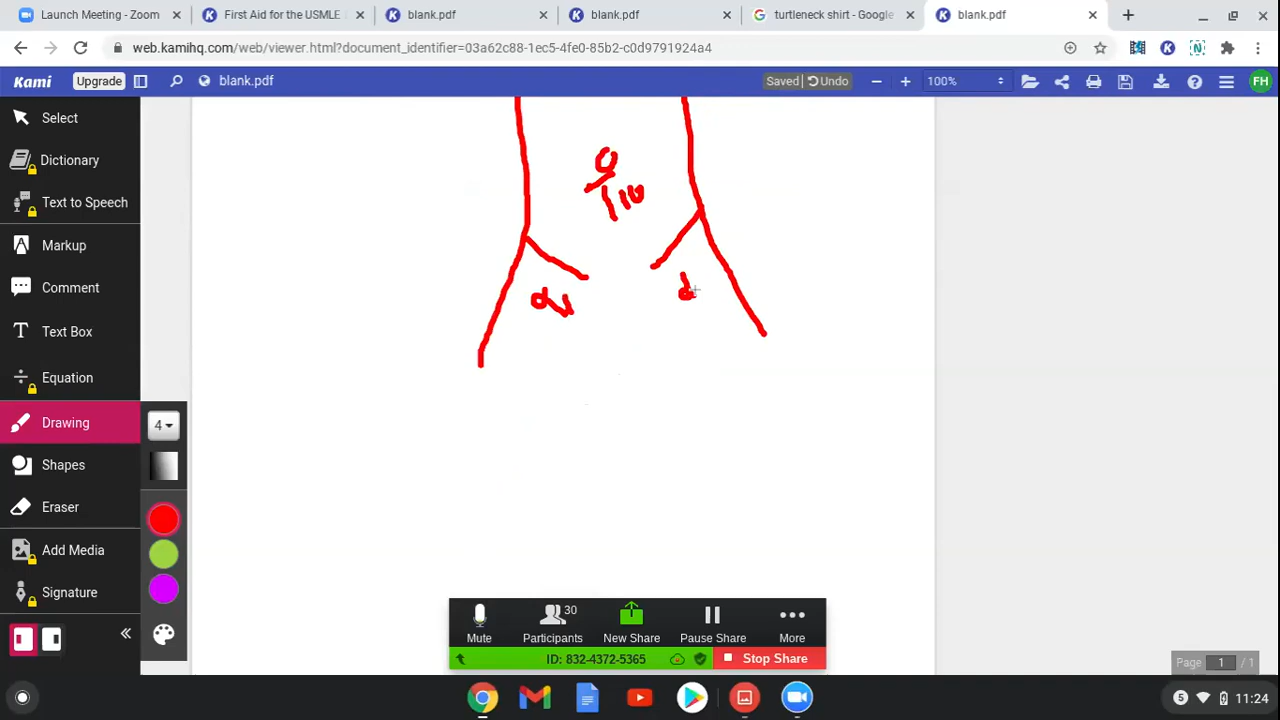 Launch Meeting - Zoom
First Aid for the USMLE
blank.pdf
blank.pdf
turtleneck shirt - Google
blank.pdf
web.kamihq.com/web/viewer.html?document_identifier=03a62c88-1ec5-4fe0-85b2-c0d9791924a4
Kami
Upgrade
blank.pdf
Saved
Undo
100%
FH
Select
Dictionary
Text to Speech
Markup
Comment
Text Box
Equation
Drawing
4
Shapes
Eraser
Add Media
Signature
30
Mute
Participants
New Share
Pause Share
More
ID: 832-4372-5365
Stop Share
Page 1 / 1
5
11:24